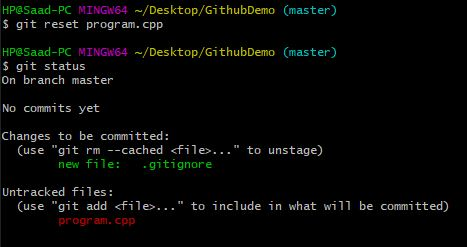 HP@Saad-PC MINGW64 ~/Desktop/GithubDemo (master)
$ git reset program.cpp
HP@Saad-PC MINGW64 ~/Desktop/GithubDemo (master)
$ git status
On branch master
No commits yet
Changes to be committed:
  (use "git rm --cached <file>..." to unstage)
        new file:   .gitignore
Untracked files:
  (use "git add <file>..." to include in what will be committed)
        program.cpp